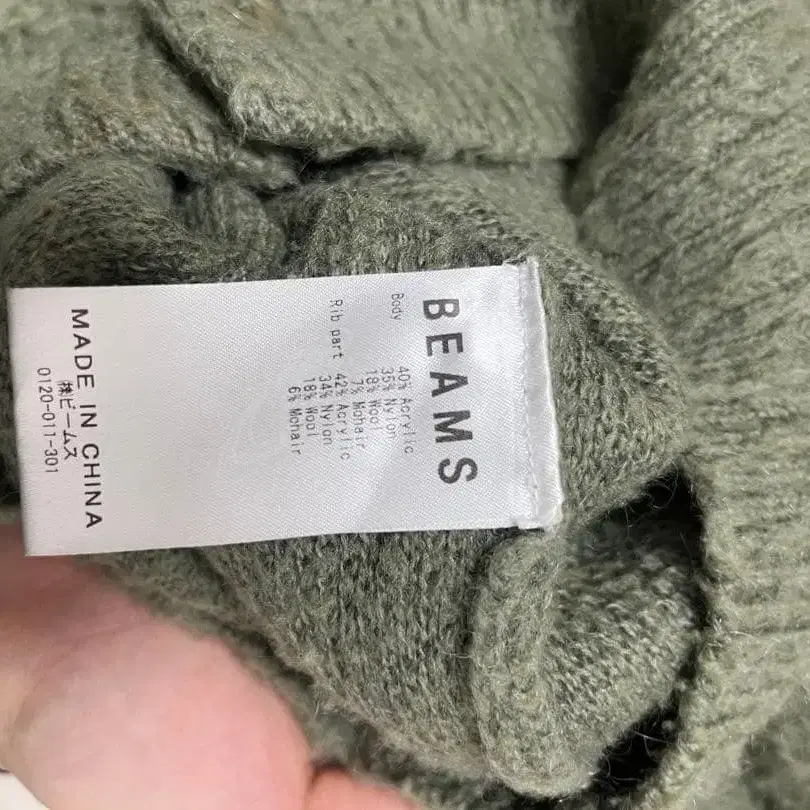 BEAMS
Body
40% Acrylic
35% Nylon
18% Wool
7% Mohair
Rib part
42% Acrylic
34% Nylon
18% Wool
6% Mohair
MADE IN CHINA
㈱ビームス
0120-011-301